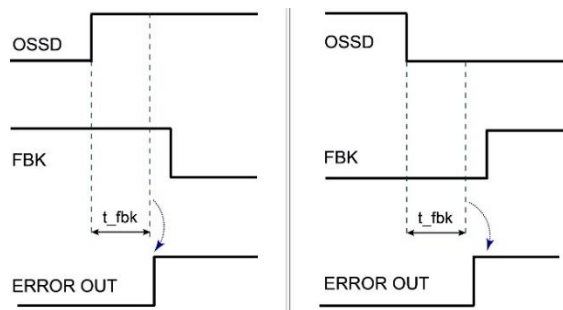 OSSD
FBK
t_fbk
ERROR OUT
OSSD
FBK
t_fbk
ERROR OUT